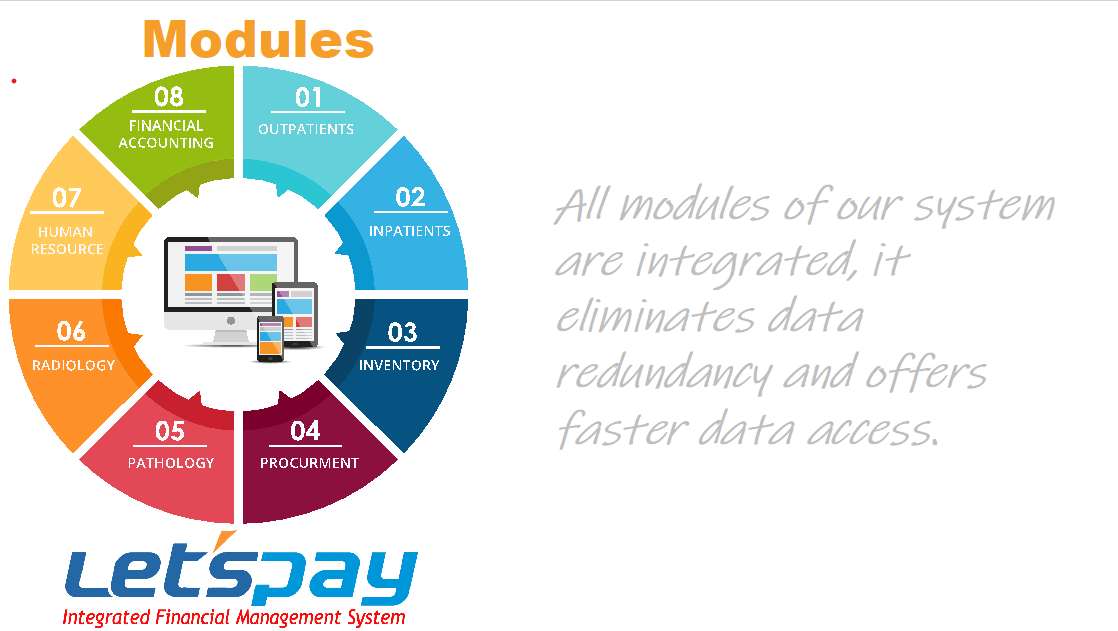 Modules
08
FINANCIAL
ACCOUNTING
01
OUTPATIENTS
07
HUMAN
RESOURCE
02
INPATIENTS
06
RADIOLOGY
03
INVENTORY
05
PATHOLOGY
04
PROCURMENT
Let'spay
Integrated Financial Management System
All modules of our system
are integrated, it
eliminates data
redundancy and offers
faster data access.